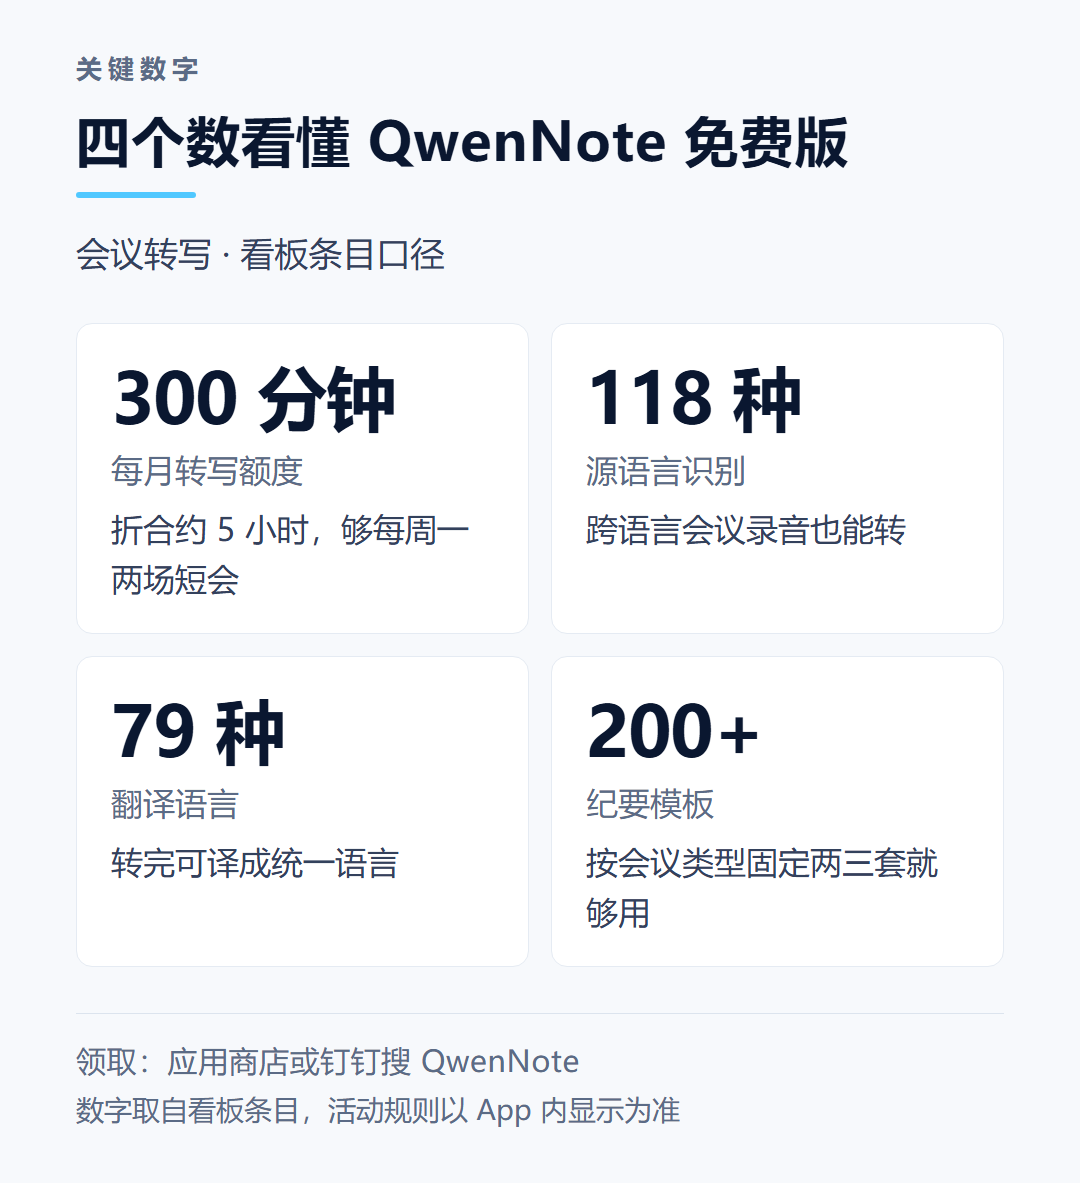 关键数字
四个数看懂 QwenNote 免费版
会议转写 · 看板条目口径
300 分钟
每月转写额度
折合约 5 小时，够每周一
两场短会
118 种
源语言识别
跨语言会议录音也能转
79 种
翻译语言
转完可译成统一语言
200+
纪要模板
按会议类型固定两三套就
够用
领取：应用商店或钉钉搜 QwenNote
数字取自看板条目，活动规则以 App 内显示为准